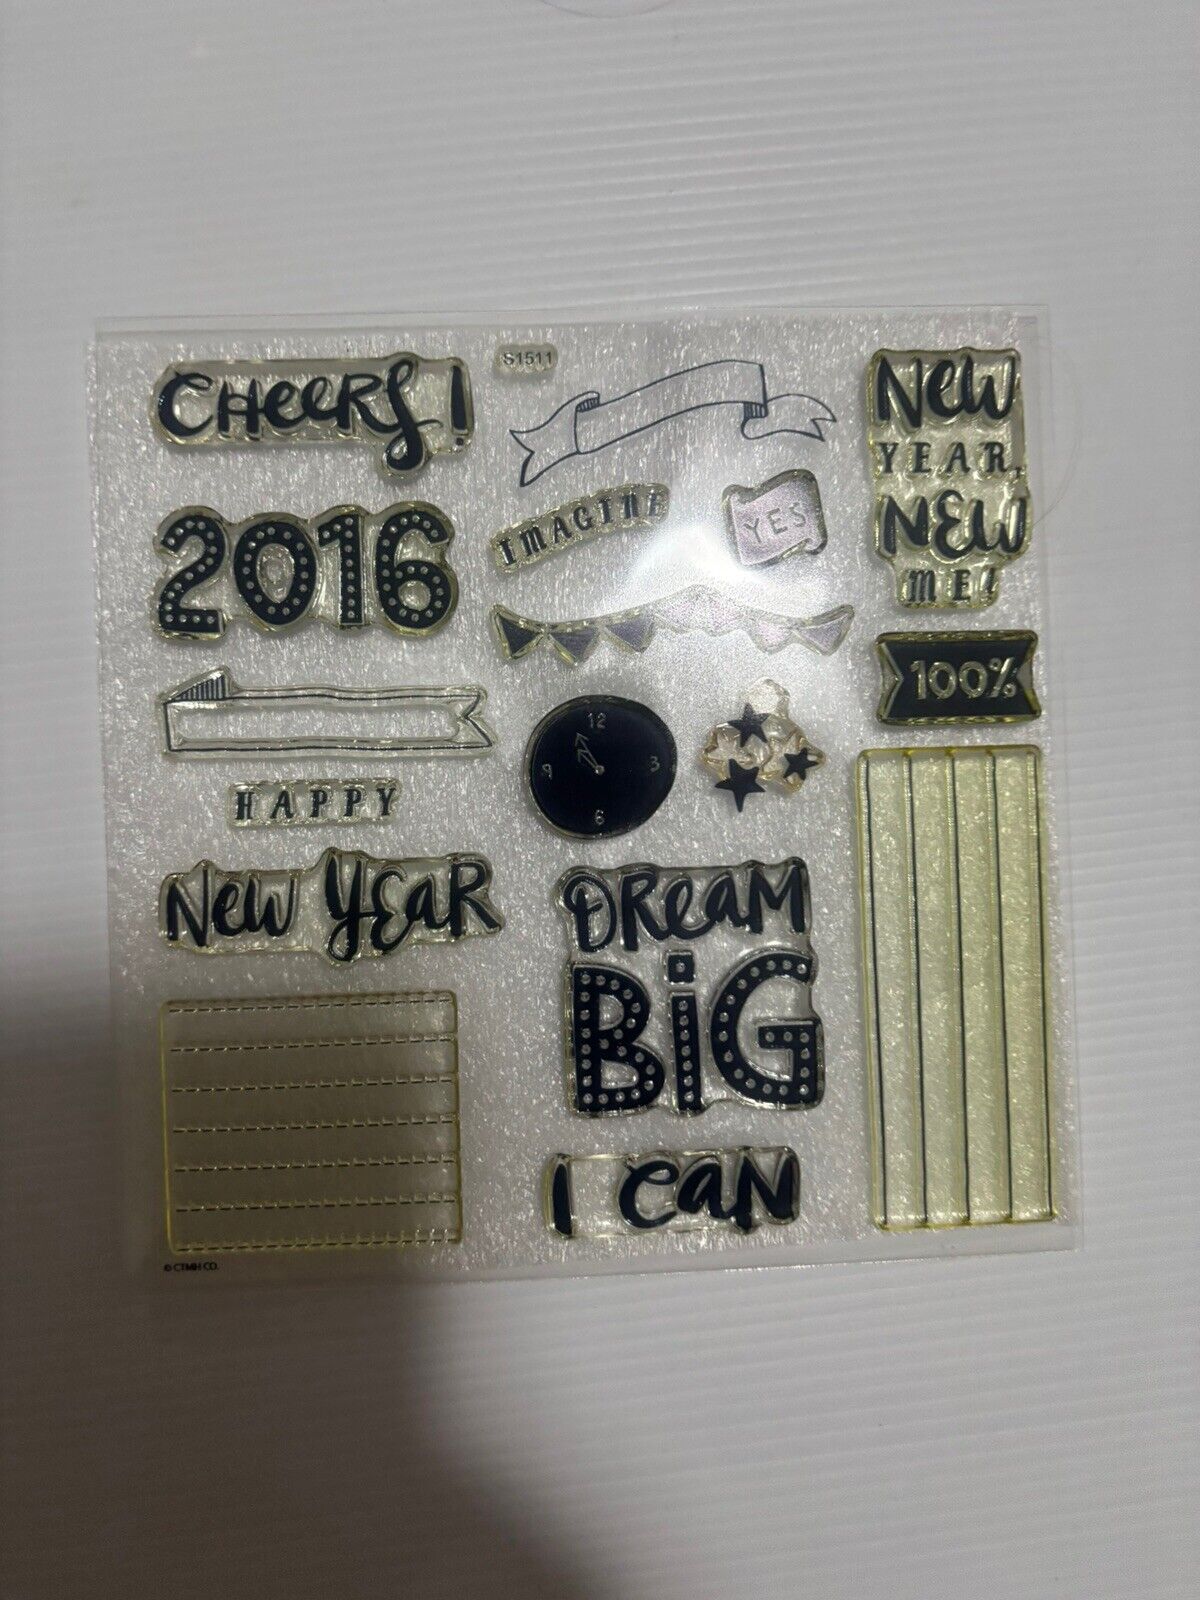 CHeeRS!
S1511
2016
IMAGINE
YES
New
YEAR,
NEW
ME!
100%
12
3
6
9
HAPPY
New YEaR
DReaM
BiG
I CaN
© CTMH CO.